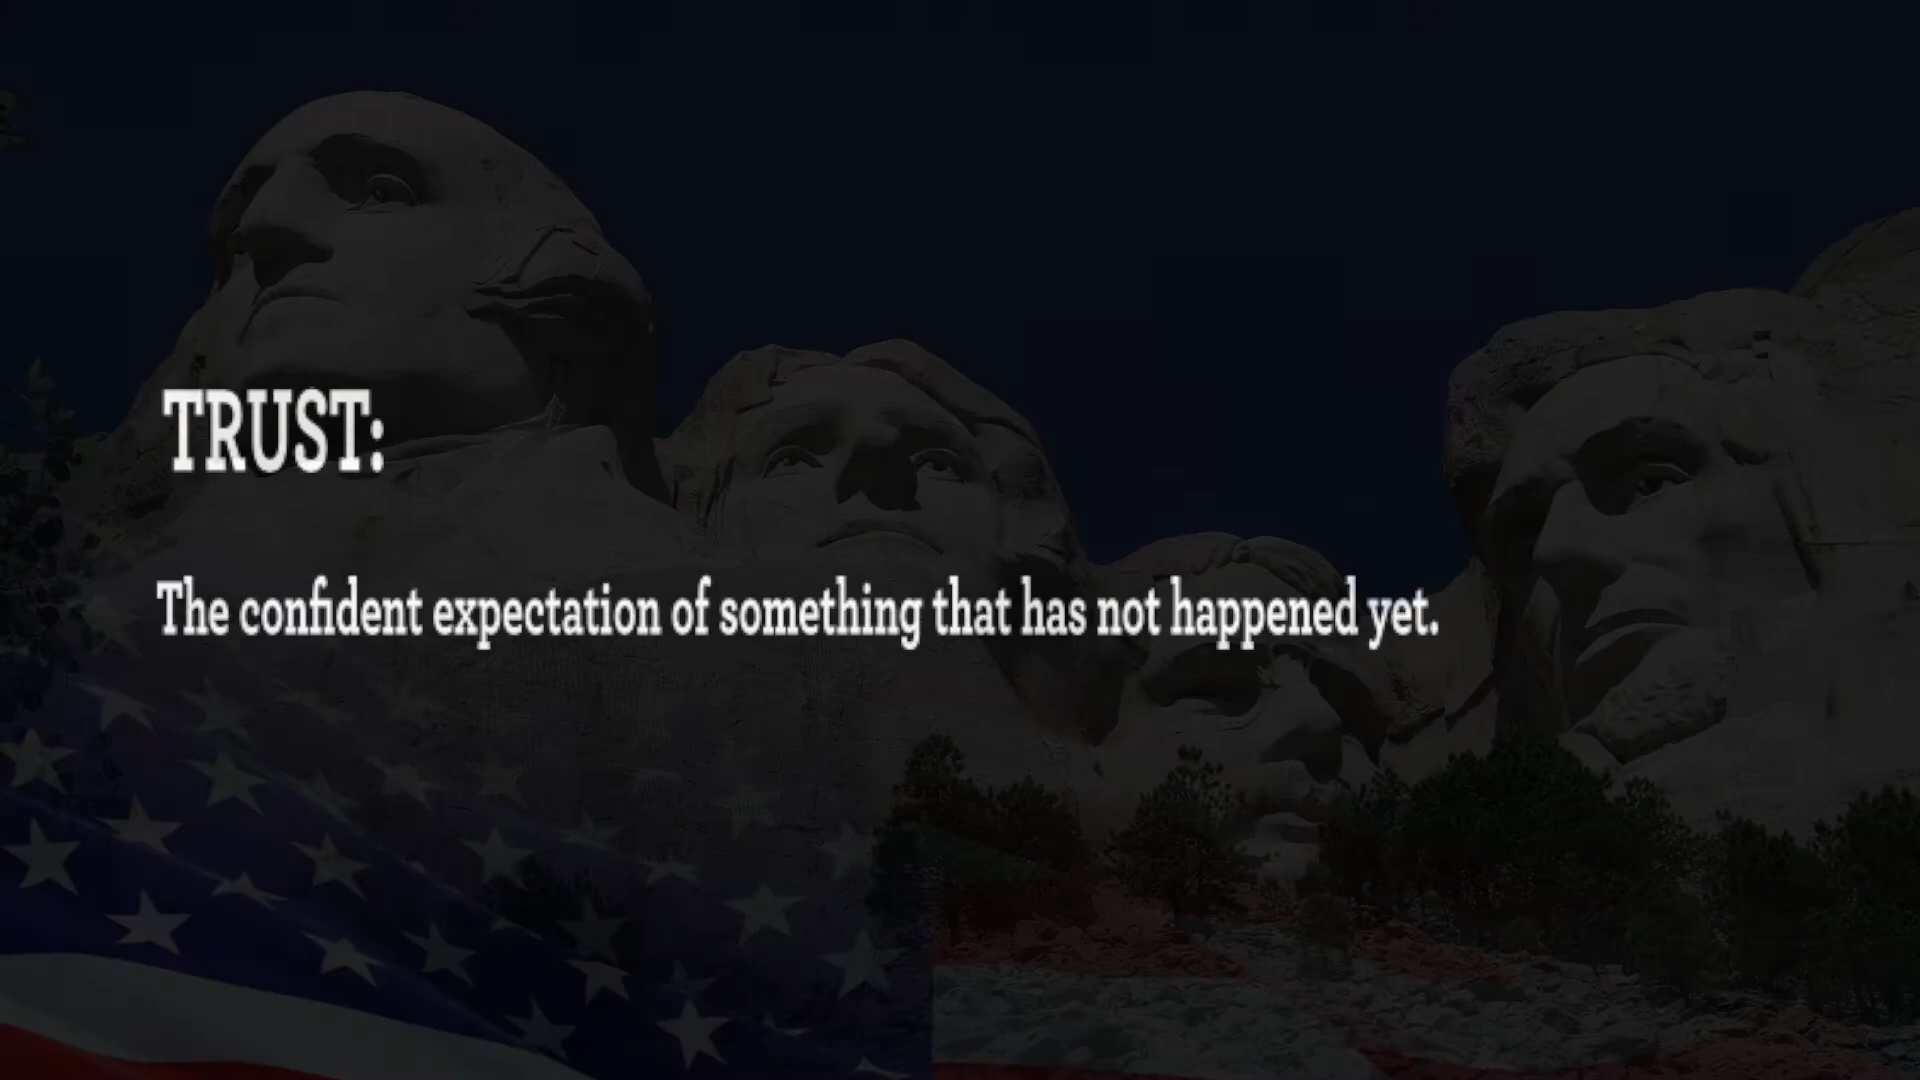 TRUST:
The confident expectation of something that has not happened yet.